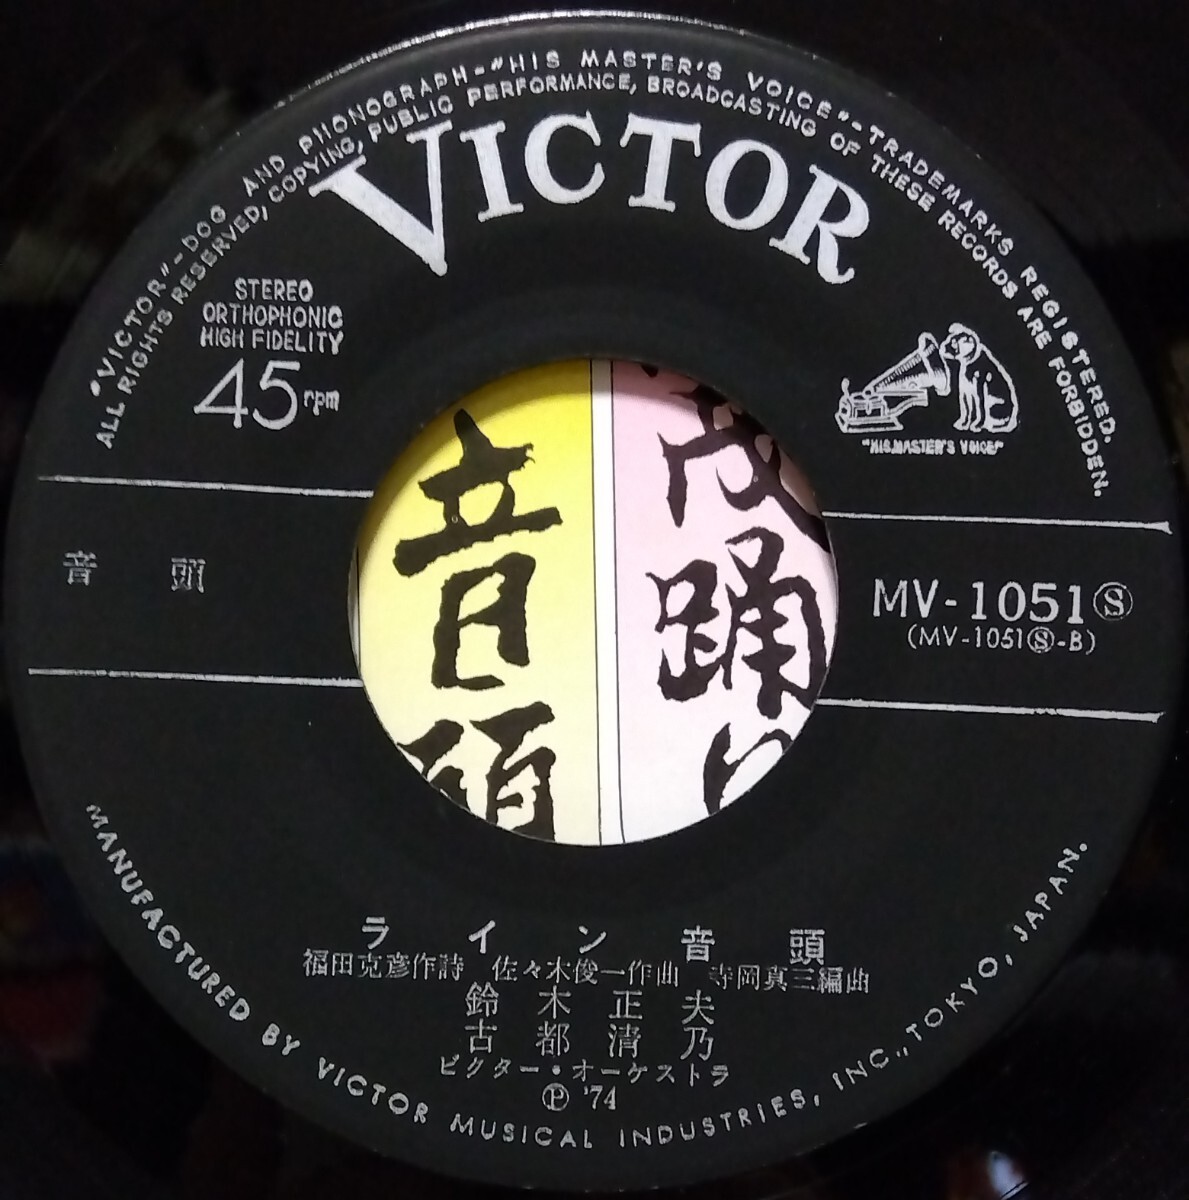 "VICTOR"-DOG AND PHONOGRAPH-"HIS MASTER'S VOICE"-TRADEMARKS REGISTERED.
ALL RIGHTS RESERVED, COPYING, PUBLIC PERFORMANCE, BROADCASTING OF THESE RECORDS ARE FORBIDDEN.
VICTOR
STEREO
ORTHOPHONIC
HIGH FIDELITY
45 rpm
"HIS MASTER'S VOICE"
音頭
MV-1051Ⓢ
(MV-1051Ⓢ-B)
音頭
踊り
ライン音頭
福田克彦作詩 佐々木俊一作曲 寺岡真三編曲
鈴木正夫
古都清乃
ビクター・オーケストラ
Ⓟ '74
MANUFACTURED BY VICTOR MUSICAL INDUSTRIES, INC., TOKYO, JAPAN.